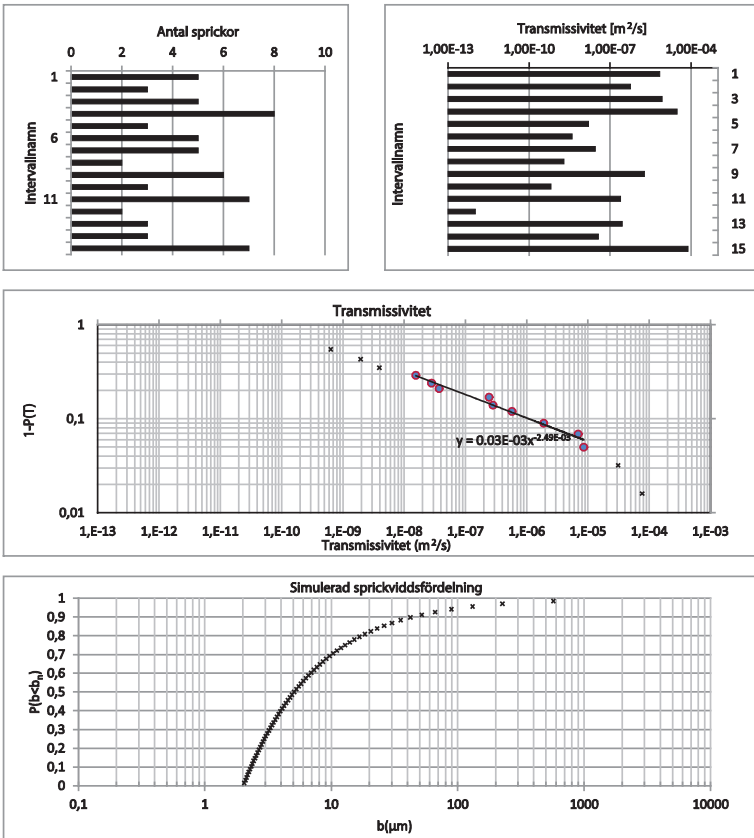 Antal sprickor
0 2 4 6 8 10
Intervallnamn
1
6
11
Transmissivitet [m²/s]
1,00E-13 1,00E-10 1,00E-07 1,00E-04
Intervallnamn
1
3
5
7
9
11
13
15
Transmissivitet
1
0,1
0,01
1-P(T)
y = 0.03E-03x^-2.49E-03
1,E-13 1,E-12 1,E-11 1,E-10 1,E-09 1,E-08 1,E-07 1,E-06 1,E-05 1,E-04 1,E-03
Transmissivitet (m²/s)
Simulerad sprickviddsfördelning
1
0,9
0,8
0,7
0,6
0,5
0,4
0,3
0,2
0,1
0
P(b<bₙ)
0,1 1 10 100 1000 10000
b(µm)